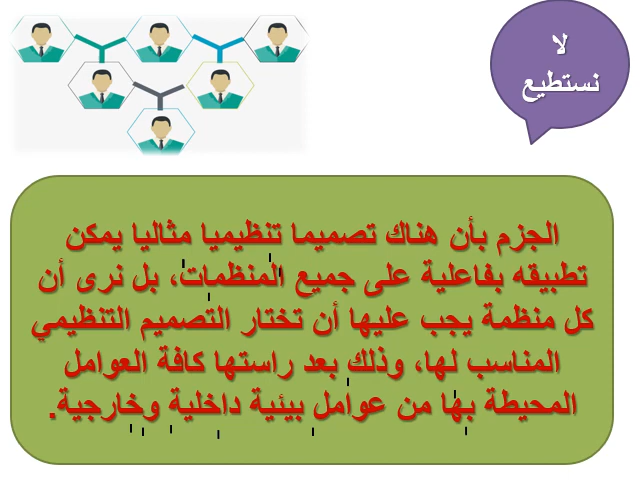 لا
نستطيع
الجزم بأن هناك تصميما تنظيميا مثاليا يمكن
تطبيقه بفاعلية على جميع المنظمات، بل نرى أن
كل منظمة يجب عليها أن تختار التصميم التنظيمي
المناسب لها، وذلك بعد راستها كافة العوامل
المحيطة بها من عوامل بيئية داخلية وخارجية.